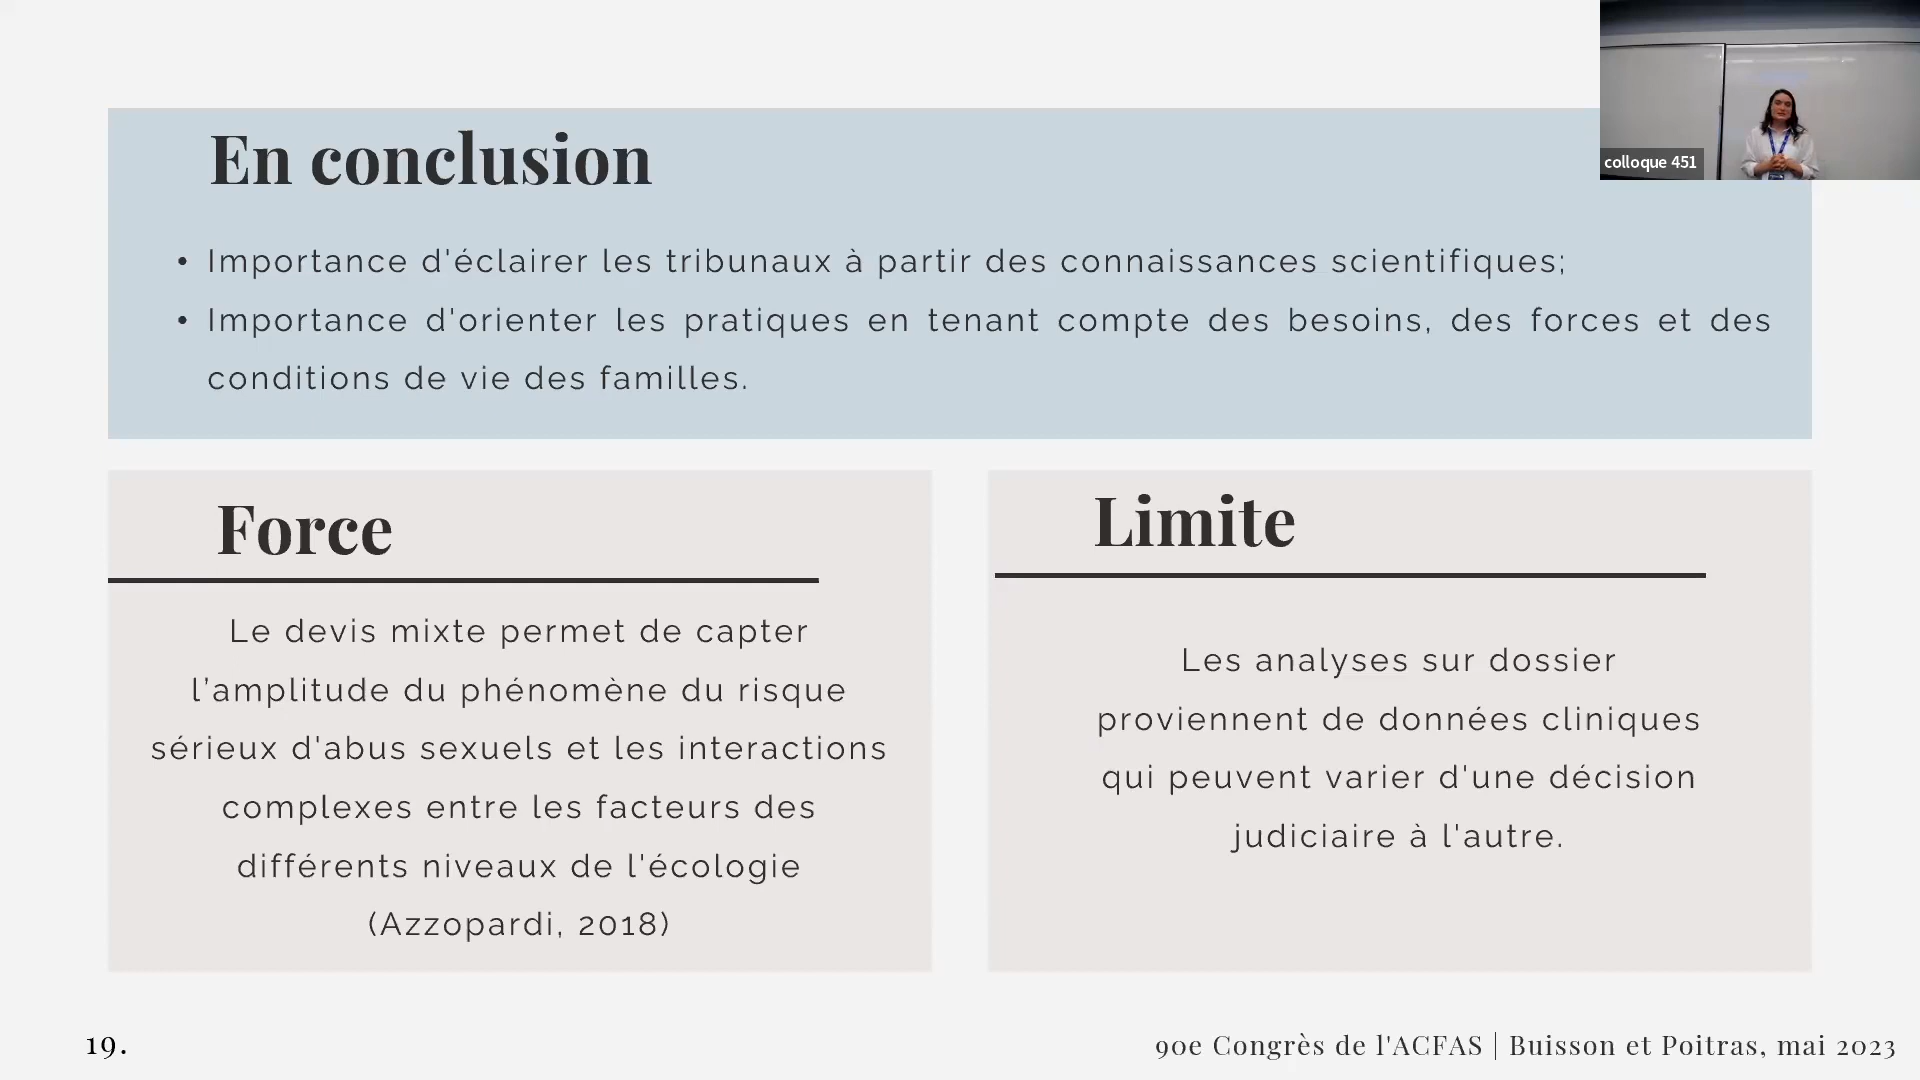 En conclusion
colloque 451
• Importance d'éclairer les tribunaux à partir des connaissances scientifiques;
• Importance d'orienter les pratiques en tenant compte des besoins, des forces et des
conditions de vie des familles.
Force
Le devis mixte permet de capter
l’amplitude du phénomène du risque
sérieux d'abus sexuels et les interactions
complexes entre les facteurs des
différents niveaux de l'écologie
(Azzopardi, 2018)
Limite
Les analyses sur dossier
proviennent de données cliniques
qui peuvent varier d'une décision
judiciaire à l'autre.
19.
90e Congrès de l'ACFAS | Buisson et Poitras, mai 2023